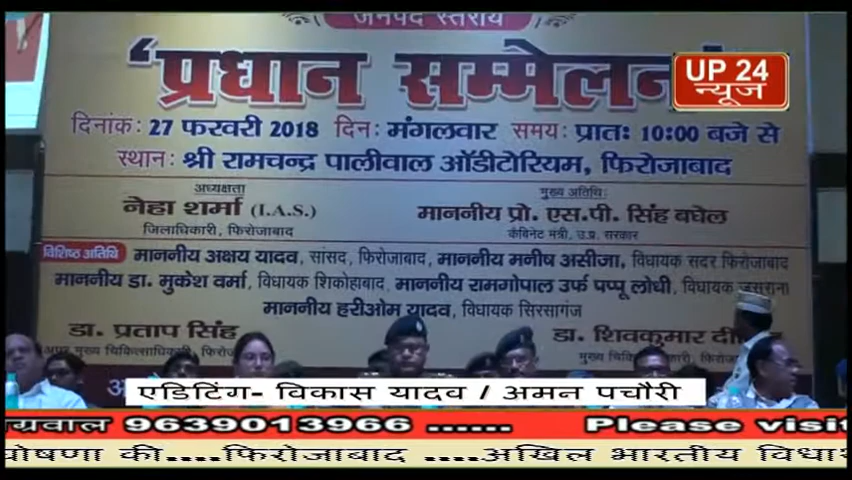 जनपद स्तरीय
'प्रधान सम्मेलन'
UP 24
न्यूज
दिनांक: 27 फरवरी 2018 दिन: मंगलवार समय: प्रातः 10:00 बजे से
स्थान: श्री रामचन्द्र पालीवाल ऑडीटोरियम, फिरोजाबाद
अध्यक्षता
नेहा शर्मा (I.A.S.)
जिलाधिकारी, फिरोजाबाद
मुख्य अतिथि
माननीय प्रो. एस.पी. सिंह बघेल
कैबिनेट मंत्री, उ.प्र. सरकार
विशिष्ठ अतिथि माननीय अक्षय यादव, सांसद, फिरोजाबाद, माननीय मनीष असीजा, विधायक सदर फिरोजाबाद
माननीय डा. मुकेश वर्मा, विधायक शिकोहाबाद, माननीय रामगोपाल उर्फ पप्पू लोधी, विधायक जसराना
माननीय हरीओम यादव, विधायक सिरसागंज
डा. प्रताप सिंह
अपर मुख्य चिकित्साधिकारी, फिरो
डा. शिवकुमार दी
मुख्य
एडिटिंग- विकास यादव / अमन पचौरी
ग्रवाल 9639013966 ...... Please visit
घोषणा की....फिरोजाबाद ....अखिल भारतीय विधा